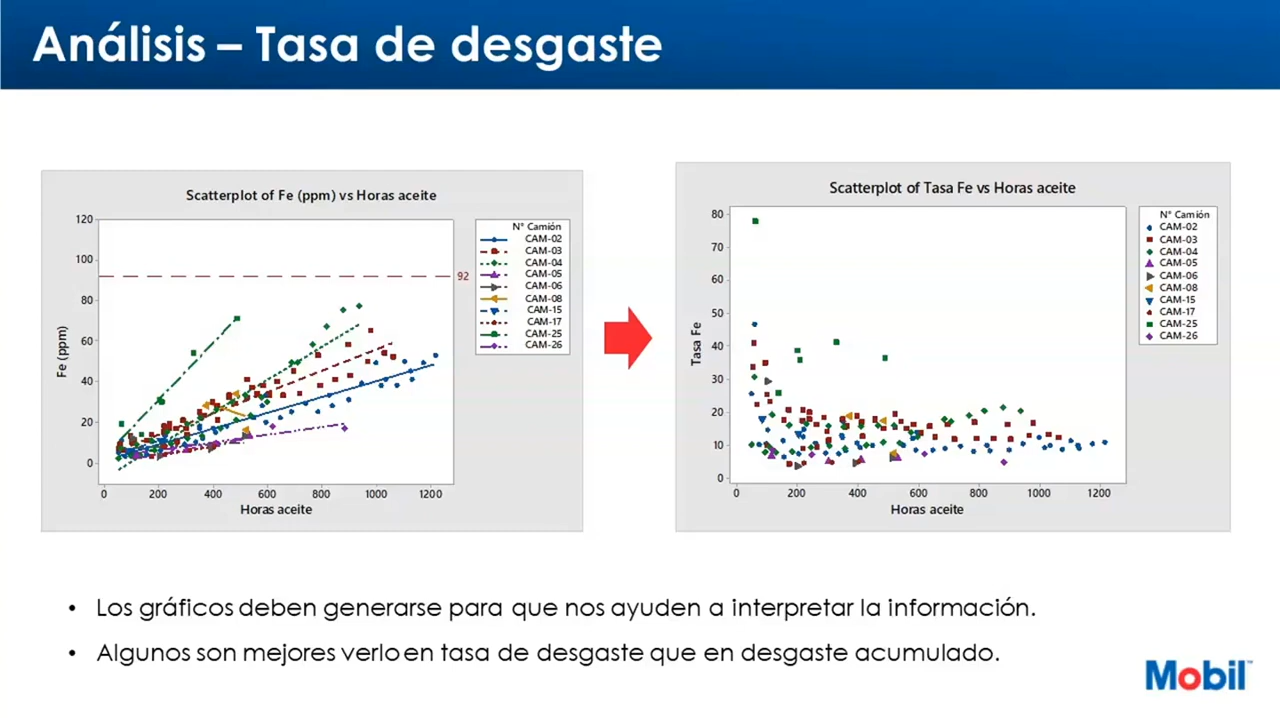 Análisis – Tasa de desgaste
Scatterplot of Fe (ppm) vs Horas aceite
120
100
80
60
40
20
0
Fe (ppm)
92
0 200 400 600 800 1000 1200
Horas aceite
N° Camión
CAM-02
CAM-03
CAM-04
CAM-05
CAM-06
CAM-08
CAM-15
CAM-17
CAM-25
CAM-26
Scatterplot of Tasa Fe vs Horas aceite
80
70
60
50
40
30
20
10
0
Tasa Fe
0 200 400 600 800 1000 1200
Horas aceite
N° Camión
CAM-02
CAM-03
CAM-04
CAM-05
CAM-06
CAM-08
CAM-15
CAM-17
CAM-25
CAM-26
• Los gráficos deben generarse para que nos ayuden a interpretar la información.
• Algunos son mejores verlo en tasa de desgaste que en desgaste acumulado.
Mobil